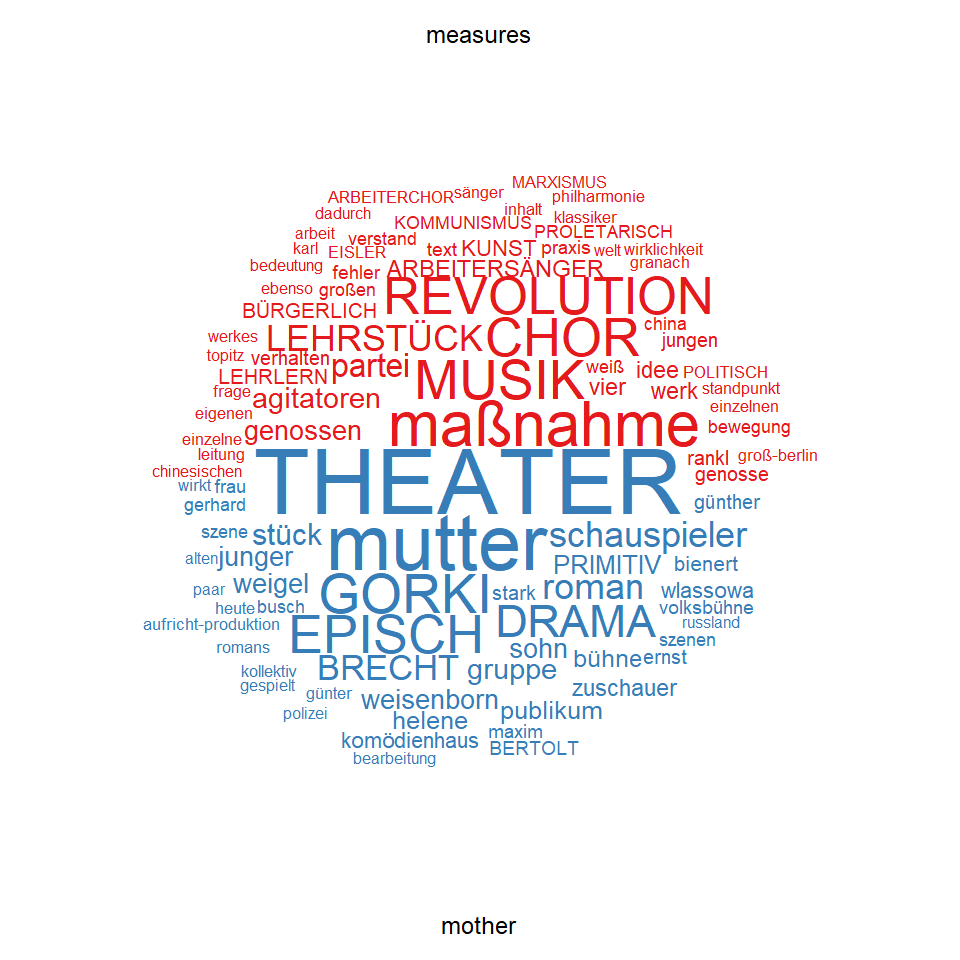 measures
MARXISMUS
ARBEITERCHOR sänger philharmonie
dadurch inhalt klassiker
KOMMUNISMUS
arbeit verstand PROLETARISCH
karl EISLER text KUNST praxis welt wirklichkeit
bedeutung fehler ARBEITERSÄNGER granach
ebenso großen REVOLUTION
BÜRGERLICH
werkes LEHRSTÜCK CHOR china
jungen
topitz verhalten partei MUSIK weiß idee POLITISCH
LEHRLERN
frage agitatoren vier werk standpunkt
eigenen einzelnen
genossen maßnahme bewegung
einzelne
leitung rankl groß-berlin
chinesischen genosse
wirkt frau THEATER
gerhard günther
szene stück mutter schauspieler
alten junger PRIMITIV bienert
paar weigel GORKI stark roman wlassowa
heute busch volksbühne
aufricht-produktion EPISCH DRAMA russland
romans sohn szenen
kollektiv BRECHT gruppe bühne ernst
gespielt
günter weisenborn zuschauer
polizei helene publikum
komödienhaus maxim
bearbeitung BERTOLT
mother